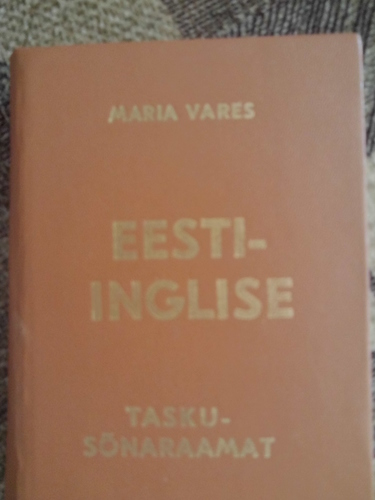 MARIA VARES
EESTI-
INGLISE
TASKU-
SÕNARAAMAT